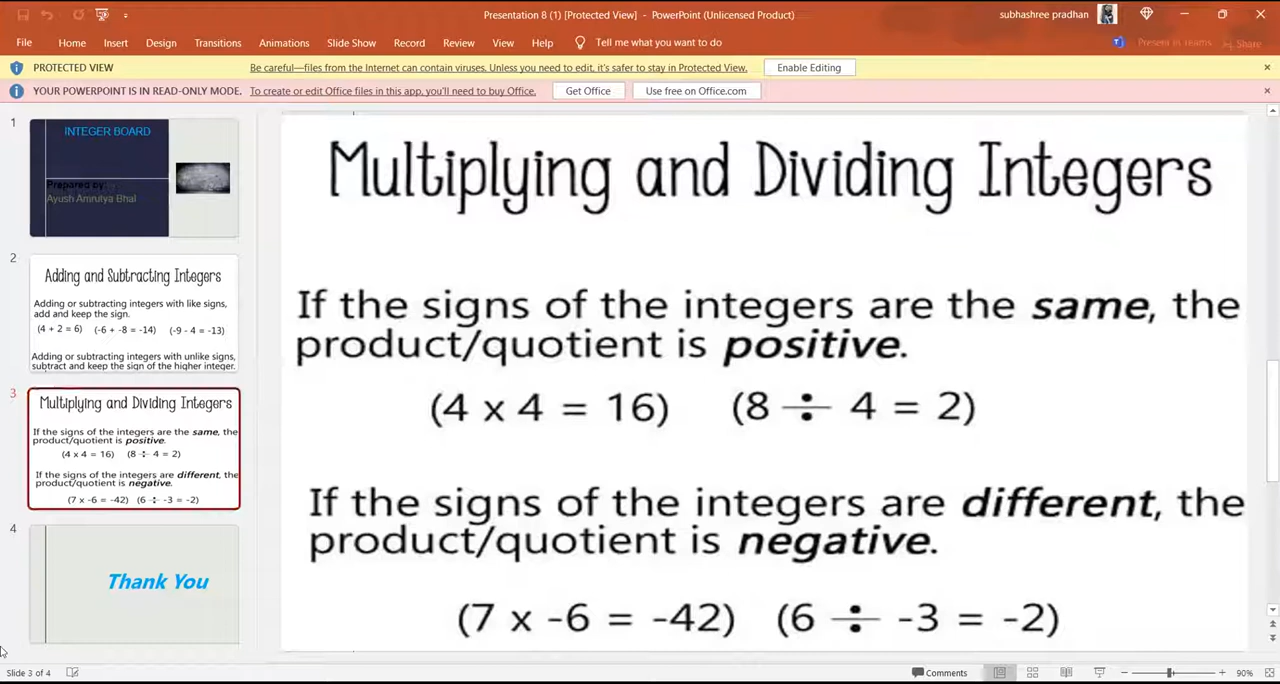 Presentation 8 (1) [Protected View] - PowerPoint (Unlicensed Product)
subhashree pradhan
File Home Insert Design Transitions Animations Slide Show Record Review View Help Tell me what you want to do
Present in Teams Share
PROTECTED VIEW Be careful—files from the Internet can contain viruses. Unless you need to edit, it's safer to stay in Protected View. Enable Editing
YOUR POWERPOINT IS IN READ-ONLY MODE. To create or edit Office files in this app, you'll need to buy Office. Get Office Use free on Office.com
1
INTEGER BOARD
Prepared by:
Ayush Amrulya Bhal
2
Adding and Subtracting Integers
Adding or subtracting integers with like signs,
add and keep the sign.
(4 + 2 = 6) (-6 + -8 = -14) (-9 - 4 = -13)
Adding or subtracting integers with unlike signs,
subtract and keep the sign of the higher integer.
3
Multiplying and Dividing Integers
If the signs of the integers are the same, the
product/quotient is positive.
(4 x 4 = 16) (8 ÷ 4 = 2)
If the signs of the integers are different, the
product/quotient is negative.
(7 x -6 = -42) (6 ÷ -3 = -2)
4
Thank You
Multiplying and Dividing Integers
If the signs of the integers are the same, the
product/quotient is positive.
(4 x 4 = 16) (8 ÷ 4 = 2)
If the signs of the integers are different, the
product/quotient is negative.
(7 x -6 = -42) (6 ÷ -3 = -2)
Slide 3 of 4
Comments
90%